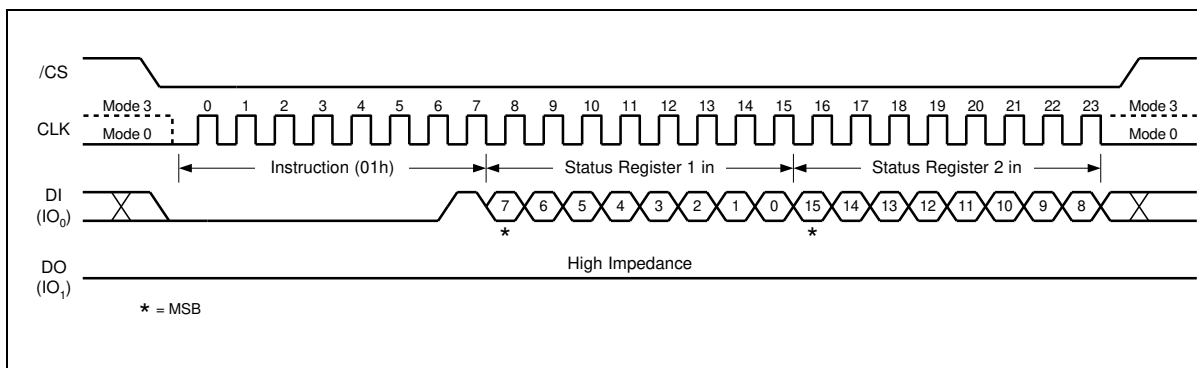 /CS
Mode 3 0 1 2 3 4 5 6 7 8 9 10 11 12 13 14 15 16 17 18 19 20 21 22 23 Mode 3
CLK Mode 0 Mode 0
Instruction (01h) Status Register 1 in Status Register 2 in
DI
(IO₀) 7 6 5 4 3 2 1 0 15 14 13 12 11 10 9 8
* *
DO High Impedance
(IO₁)
* = MSB